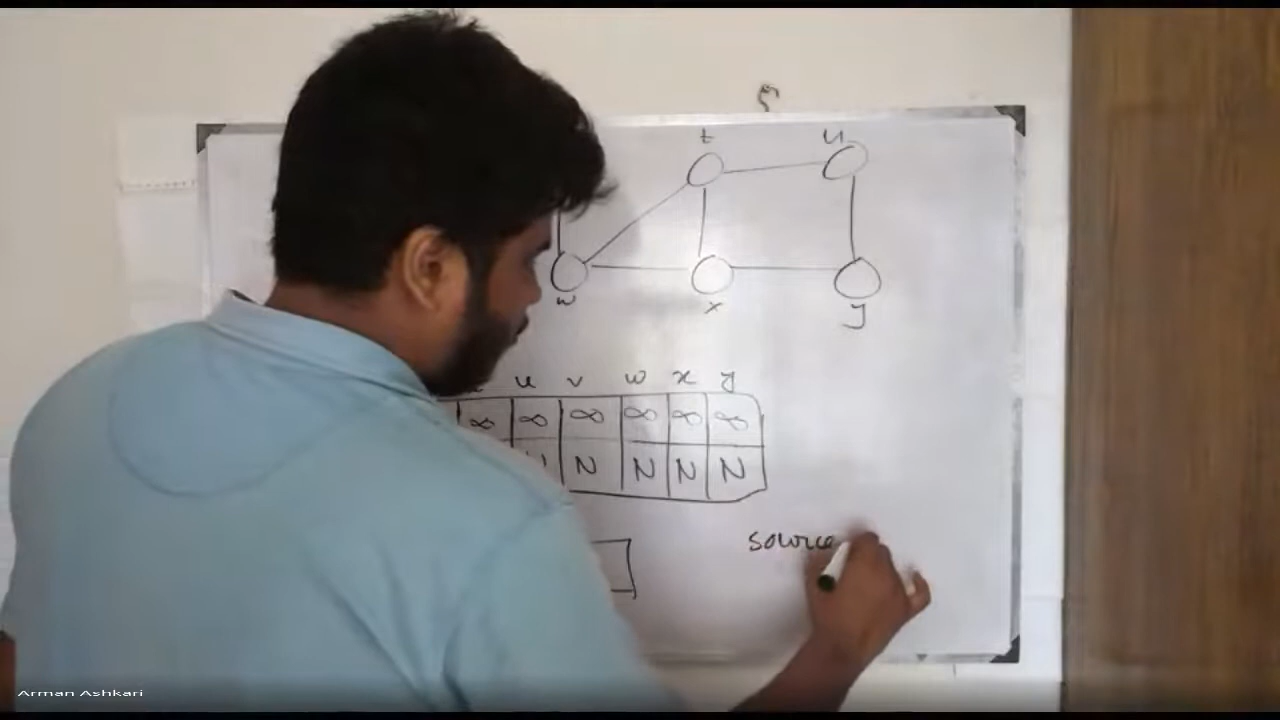 t u
w x y
u v w x y
∞ ∞ ∞ ∞ ∞ ∞
N N N N
source
Arman Ashkari